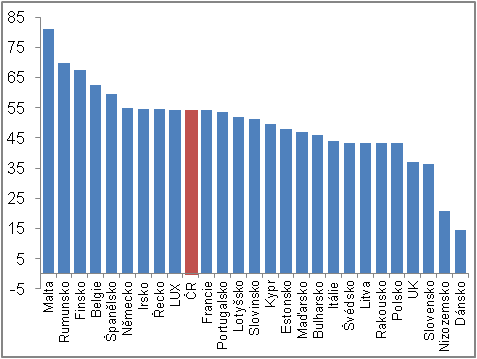 85
75
65
55
45
35
25
15
5
-5
Malta
Rumunsko
Finsko
Belgie
Španělsko
Německo
Irsko
Řecko
LUX
ČR
Francie
Portugalsko
Lotyšsko
Slovinsko
Kypr
Estonsko
Maďarsko
Bulharsko
Itálie
Švédsko
Litva
Rakousko
Polsko
UK
Slovensko
Nizozemsko
Dánsko